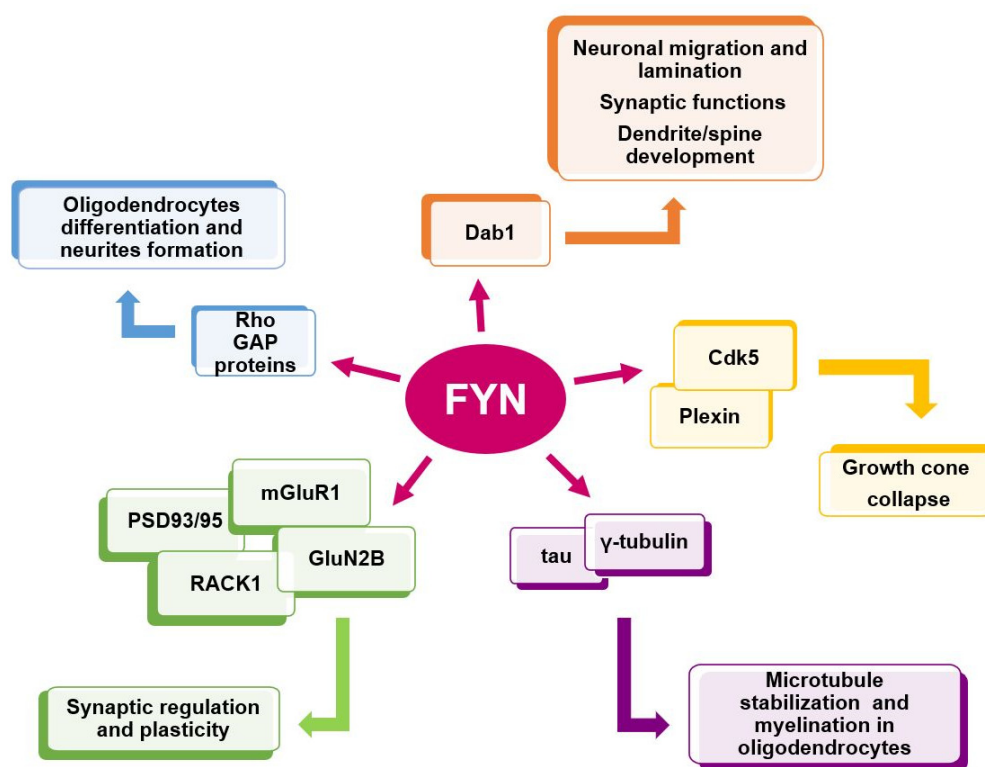 Neuronal migration and
lamination
Synaptic functions
Dendrite/spine
development
Oligodendrocytes
differentiation and
neurites formation
Dab1
Rho
GAP
proteins
FYN
Cdk5
Plexin
Growth cone
collapse
mGluR1
PSD93/95
GluN2B
RACK1
γ-tubulin
tau
Synaptic regulation
and plasticity
Microtubule
stabilization and
myelination in
oligodendrocytes